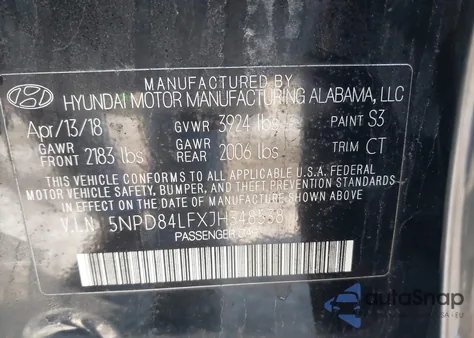 MANUFACTURED BY
HYUNDAI MOTOR MANUFACTURING ALABAMA, LLC
Apr/13/18 GVWR 3924 lbs PAINT S3
GAWR FRONT 2183 lbs GAWR REAR 2006 lbs TRIM CT
THIS VEHICLE CONFORMS TO ALL APPLICABLE U.S.A. FEDERAL
MOTOR VEHICLE SAFETY, BUMPER, AND THEFT PREVENTION
STANDARDS IN EFFECT ON THE DATE OF MANUFACTURE
V.I.N 5NPD84LFXJH348558
PASSENGER CAR
autoSnap